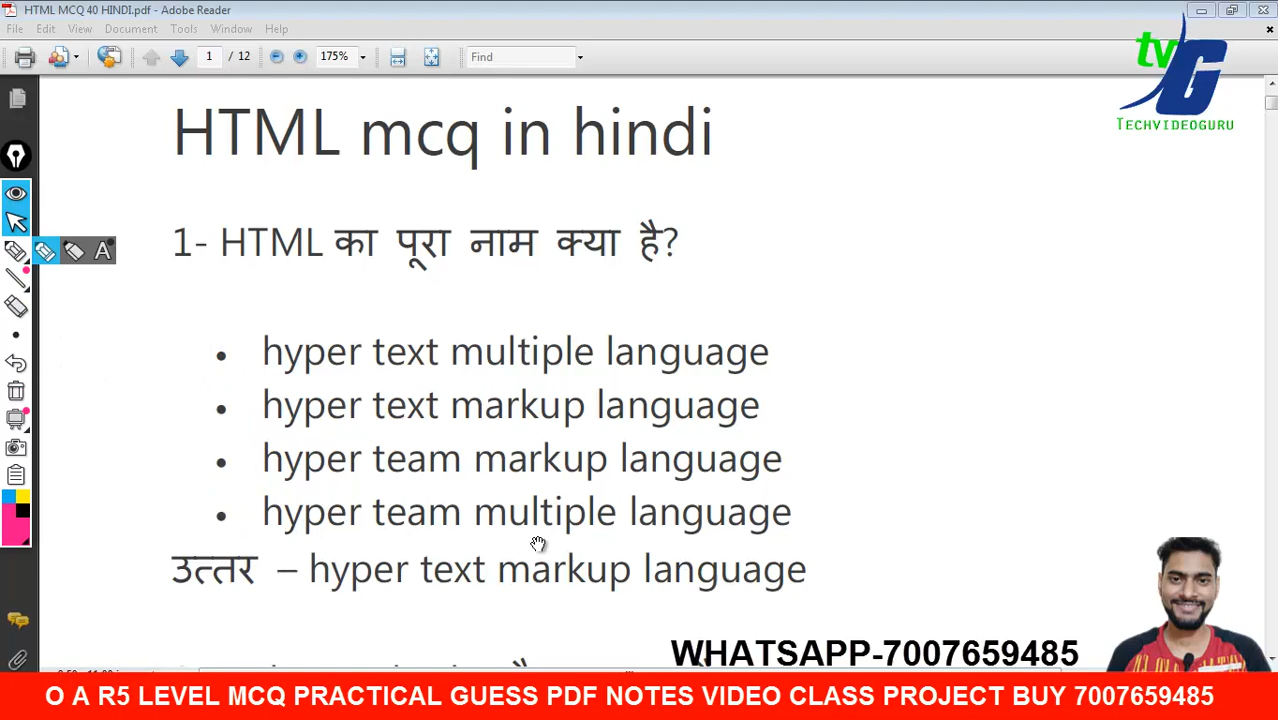 HTML MCQ 40 HINDI.pdf - Adobe Reader
File Edit View Document Tools Window Help
1 / 12 175% Find
tv G
TECHVIDEOGURU
HTML mcq in hindi
1- HTML का पूरा नाम क्या है?
A
• hyper text multiple language
• hyper text markup language
• hyper team markup language
• hyper team multiple language
उत्तर – hyper text markup language
WHATSAPP-7007659485
O A R5 LEVEL MCQ PRACTICAL GUESS PDF NOTES VIDEO CLASS PROJECT BUY 7007659485